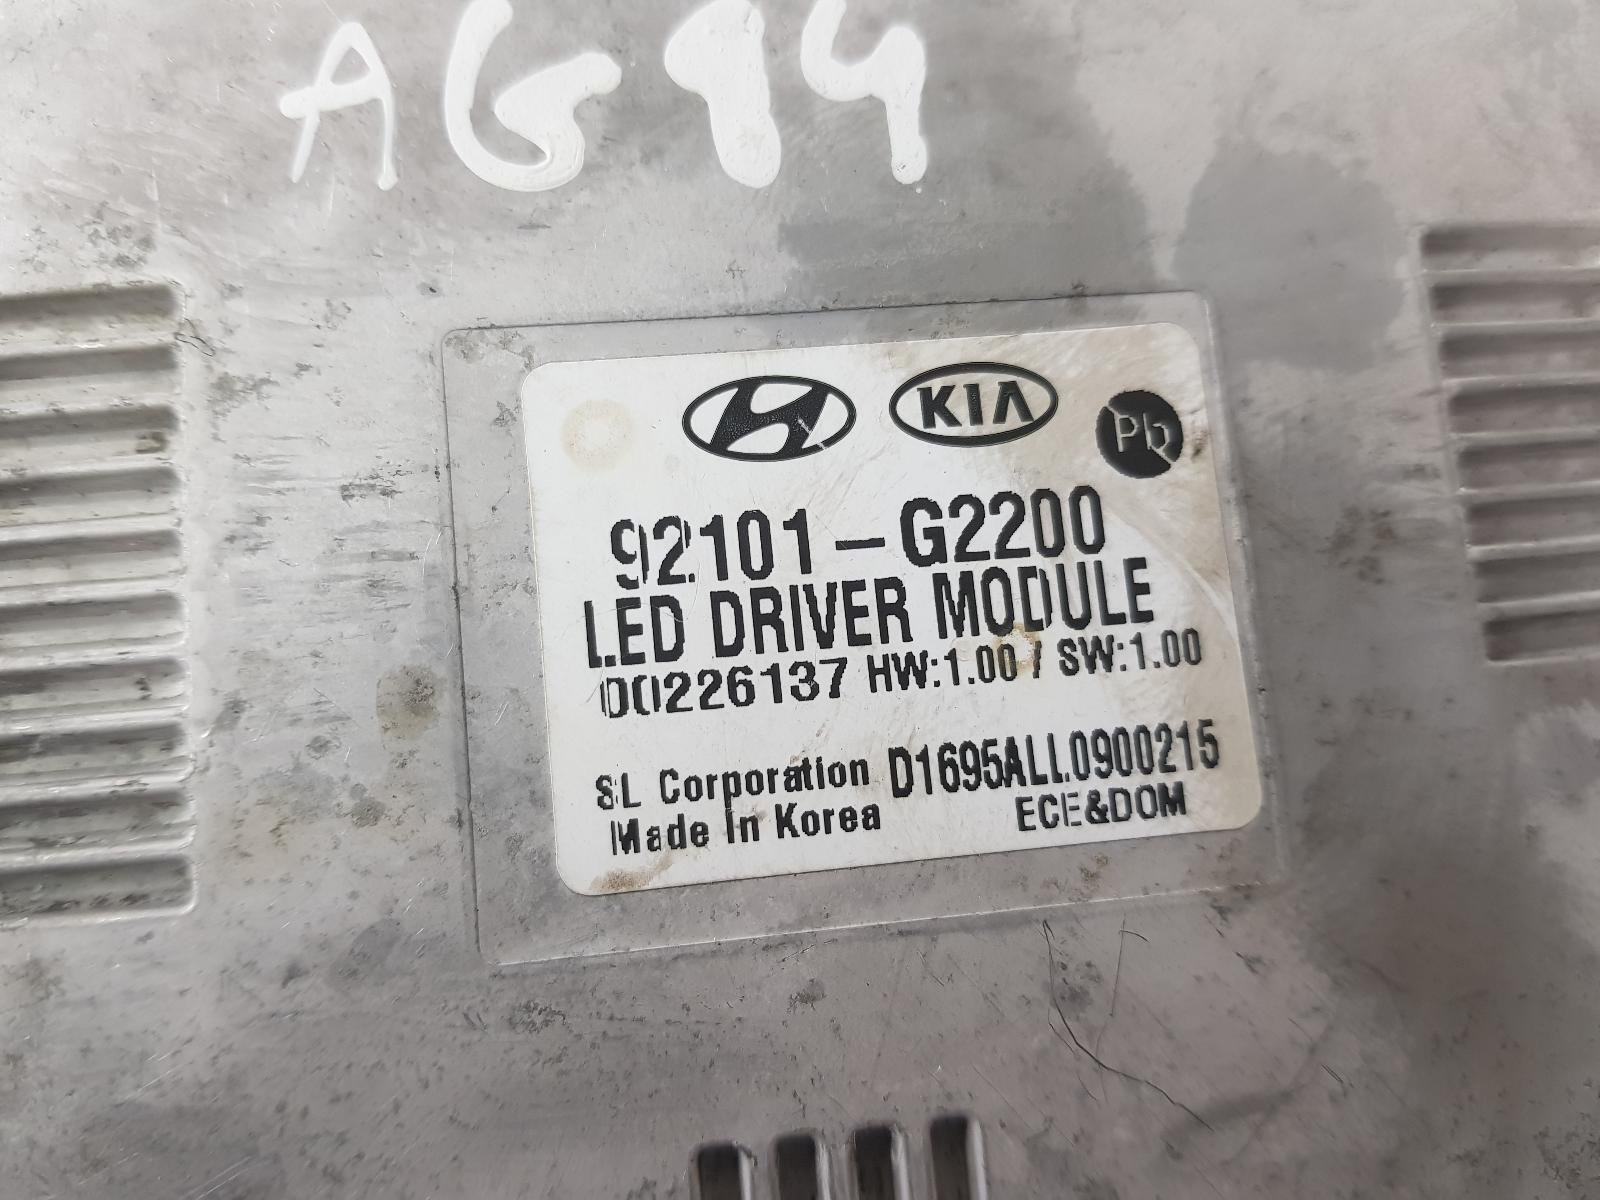 AG94
KIA
Pb
92101-G2200
LED DRIVER MODULE
00226137 HW:1.00 / SW:1.00
SL Corporation D1695ALL0900215
Made In Korea ECE&DOM